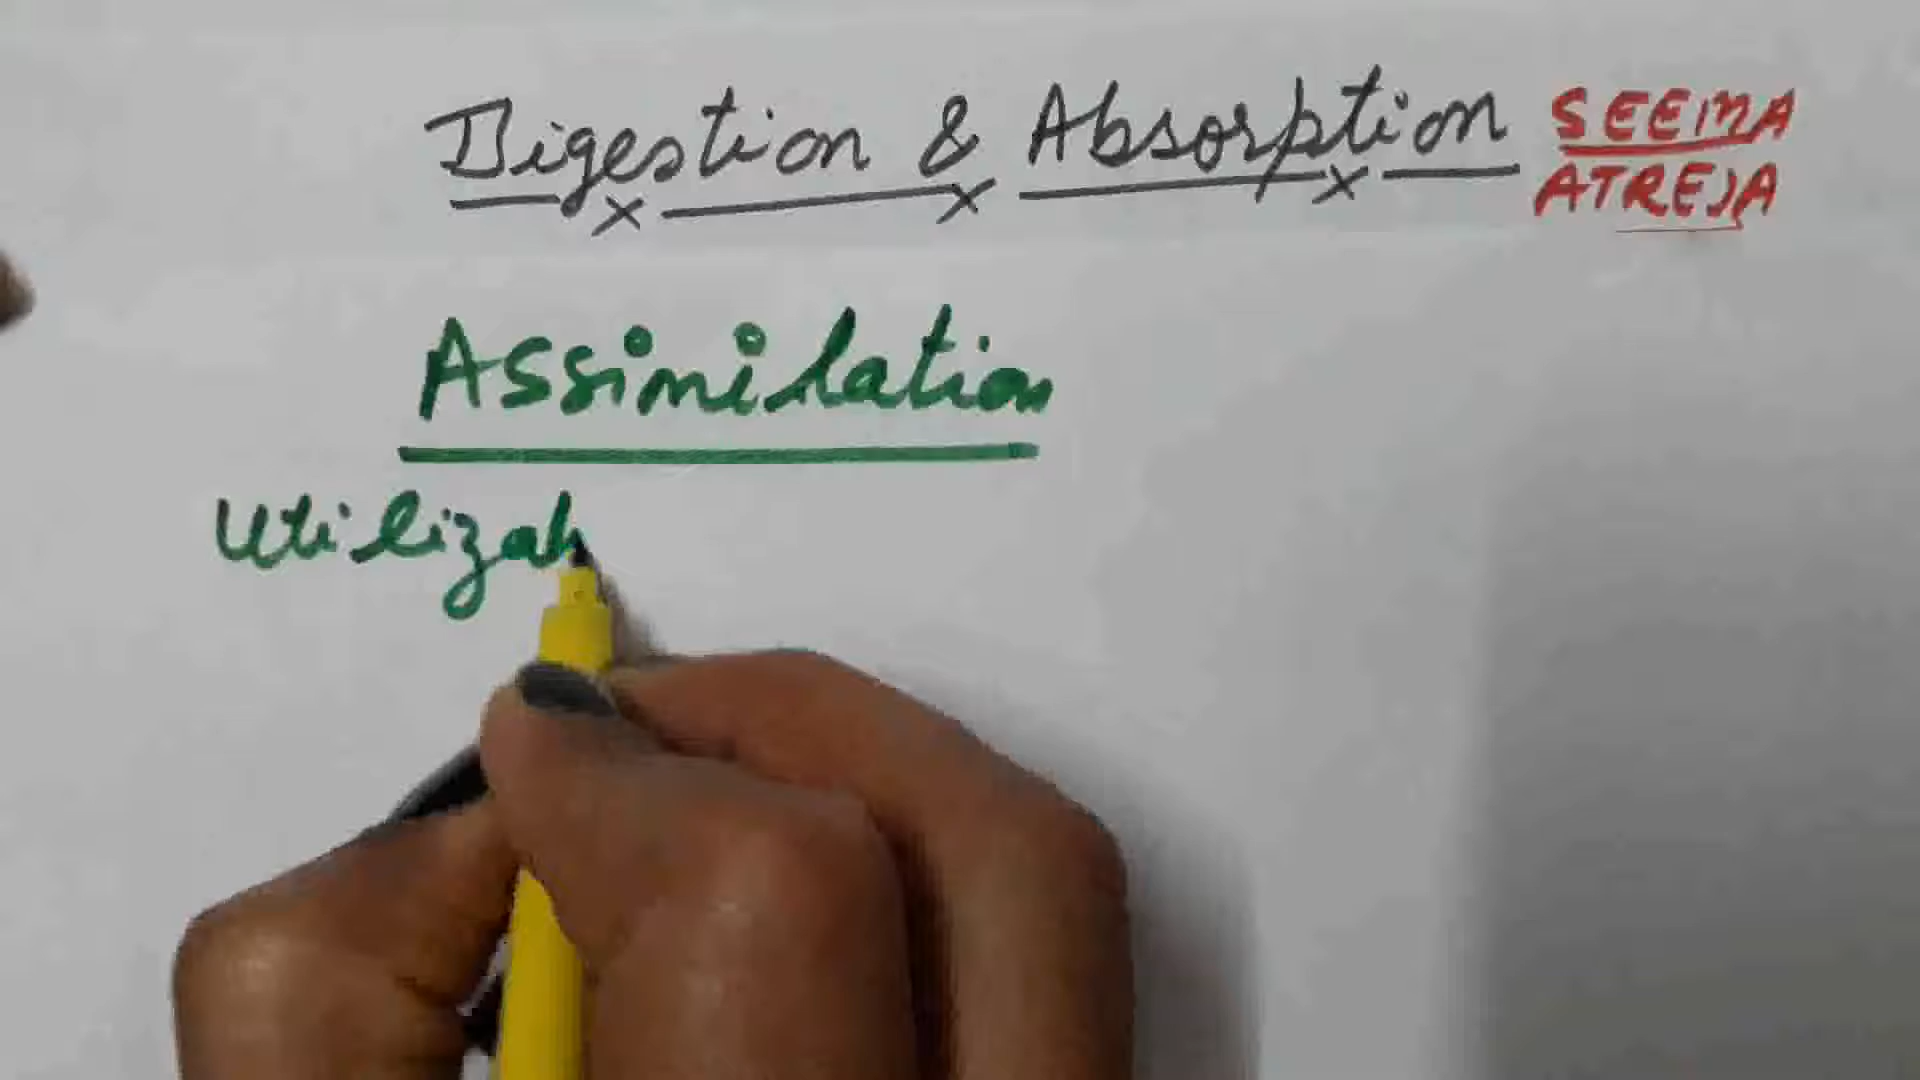 Digestion & Absorption
SEEMA
ATREJA
Assimilation
Utilizat